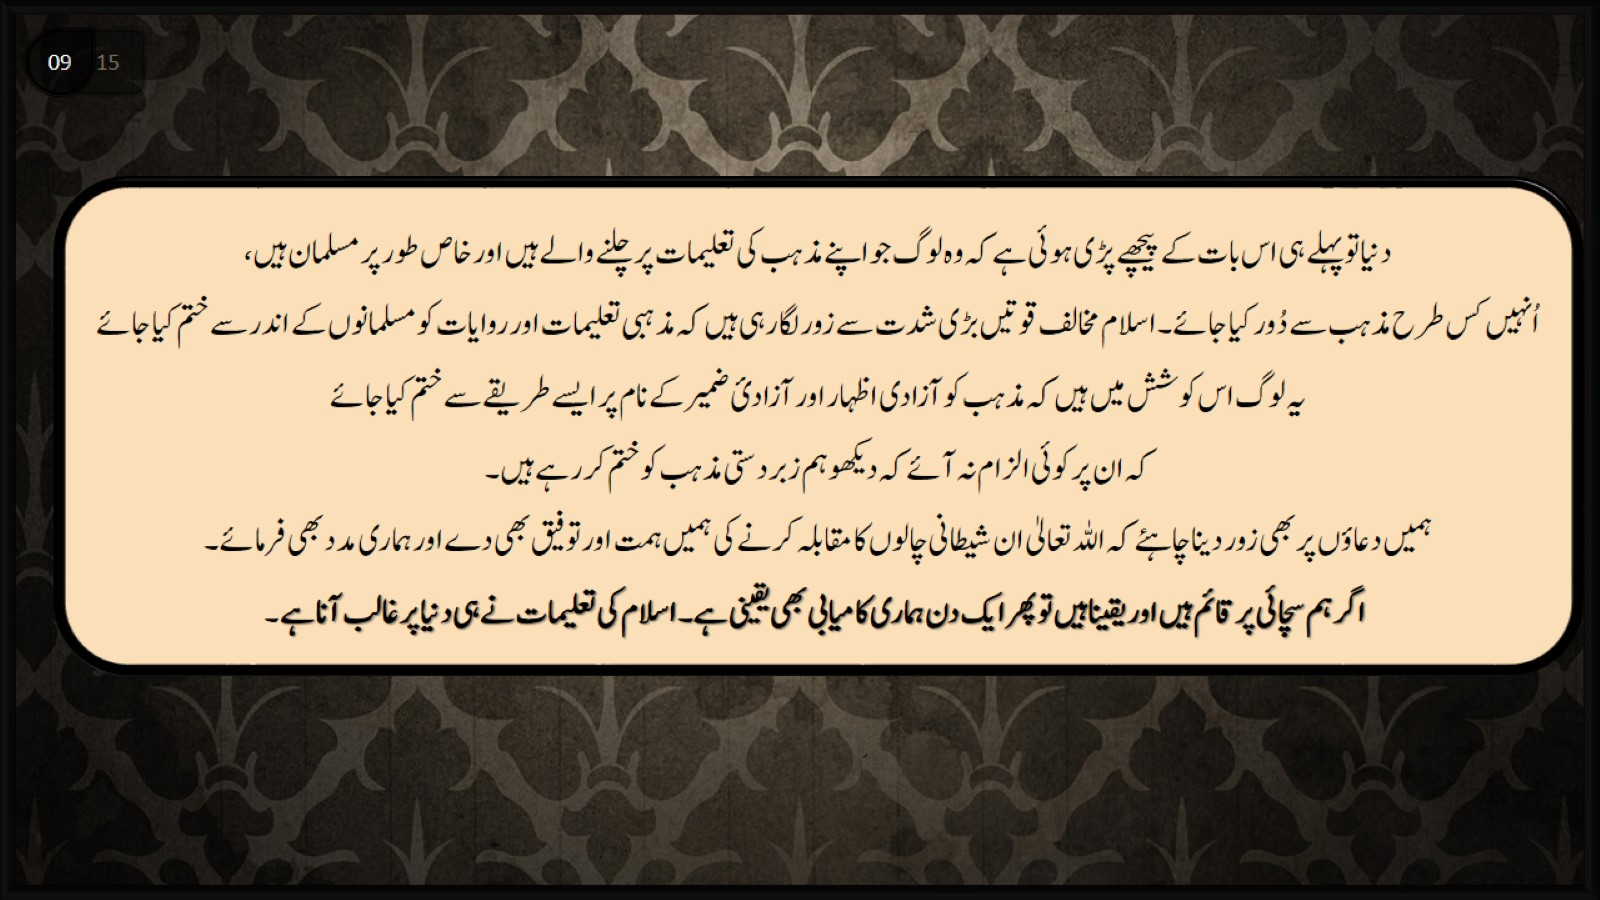 09 15
دنیا تو پہلے ہی اس بات کے پیچھے پڑی ہوئی ہے کہ وہ لوگ جو اپنے مذہب کی تعلیمات پر چلنے والے ہیں اور خاص طور پر مسلمان ہیں،
اُنہیں کس طرح مذہب سے دُور کیا جائے۔ اسلام مخالف قوتیں بڑی شدت سے زور لگا رہی ہیں کہ مذہبی تعلیمات اور روایات کو مسلمانوں کے اندر سے ختم کیا جائے
یہ لوگ اس کوشش میں ہیں کہ مذہب کو آزادی اظہار اور آزادیٔ ضمیر کے نام پر ایسے طریقے سے ختم کیا جائے
کہ ان پر کوئی الزام نہ آئے کہ دیکھو ہم زبردستی مذہب کو ختم کر رہے ہیں۔
ہمیں دعاؤں پر بھی زور دینا چاہئے کہ اللہ تعالیٰ ان شیطانی چالوں کا مقابلہ کرنے کی ہمیں ہمت اور توفیق بھی دے اور ہماری مدد بھی فرمائے۔
اگر ہم سچائی پر قائم ہیں اور یقینا ہیں تو پھر ایک دن ہماری کامیابی بھی یقینی ہے۔ اسلام کی تعلیمات نے ہی دنیا پر غالب آنا ہے۔